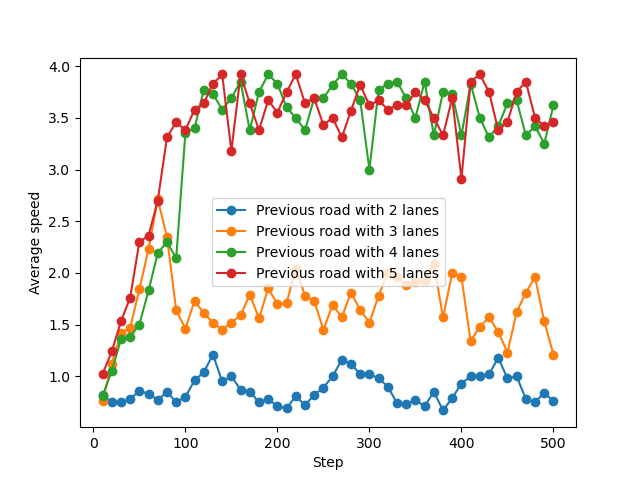 4.0
3.5
3.0
2.5
2.0
1.5
1.0
Average speed
Previous road with 2 lanes
Previous road with 3 lanes
Previous road with 4 lanes
Previous road with 5 lanes
0 100 200 300 400 500
Step